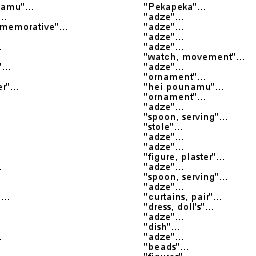 amu"... "Pekapeka"...
... "adze"...
memorative"... "adze"...
"adze"...
. "adze"...
"watch, movement"...
"... "adze"...
"ornament"...
er"... "hei pounamu"...
"ornament"...
"adze"...
"spoon, serving"...
"stole"...
"adze"...
"adze"...
"figure, plaster"...
. "adze"...
"spoon, serving"...
"adze"...
... "curtains, pair"...
"dress, doll's"...
"adze"...
"dish"...
. "adze"...
"beads"...